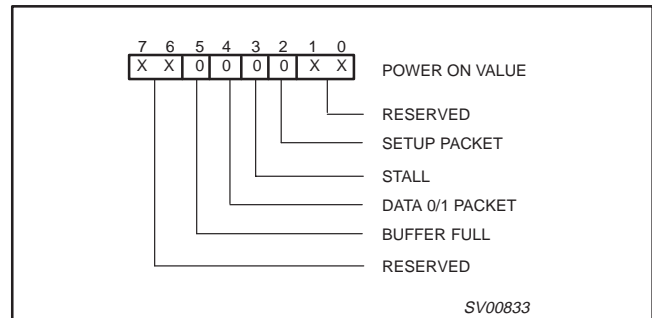 7 6 5 4 3 2 1 0
X X 0 0 0 0 X X POWER ON VALUE
RESERVED
SETUP PACKET
STALL
DATA 0/1 PACKET
BUFFER FULL
RESERVED
SV00833